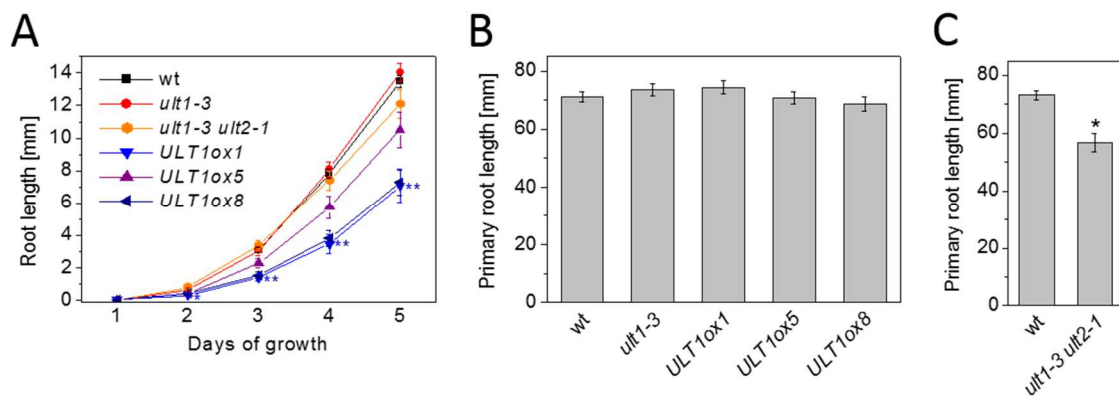 A
Root length [mm]
14
12
10
8
6
4
2
0
wt
ult1-3
ult1-3 ult2-1
ULT1ox1
ULT1ox5
ULT1ox8
**
**
**
**
1 2 3 4 5
Days of growth
B
Primary root length [mm]
80
60
40
20
0
wt
ult1-3
ULT1ox1
ULT1ox5
ULT1ox8
C
Primary root length [mm]
80
60
40
20
0
*
wt
ult1-3 ult2-1